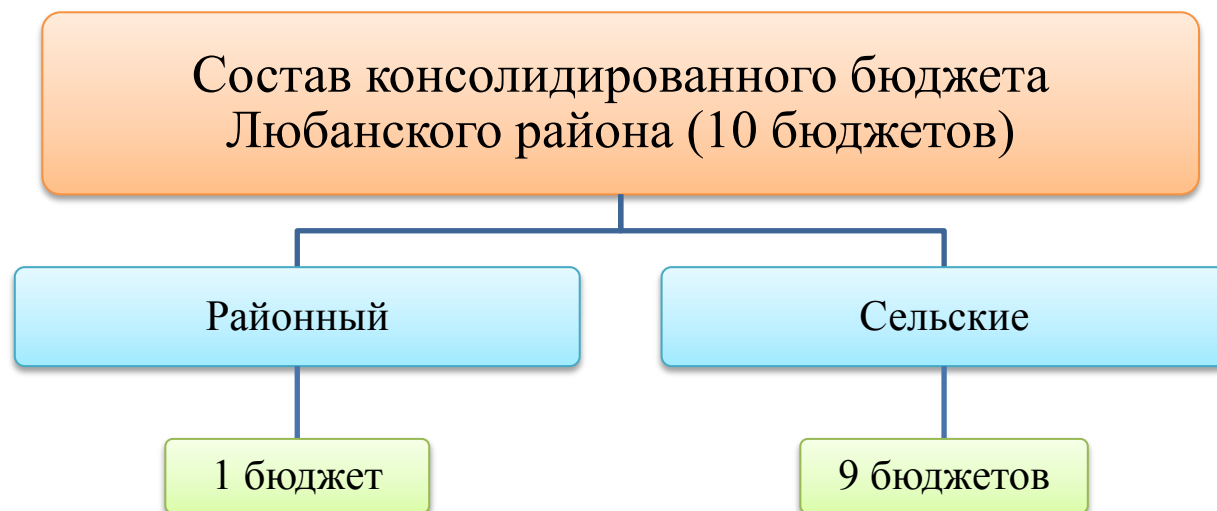 Состав консолидированного бюджета
Любанского района (10 бюджетов)
Районный
Сельские
1 бюджет
9 бюджетов